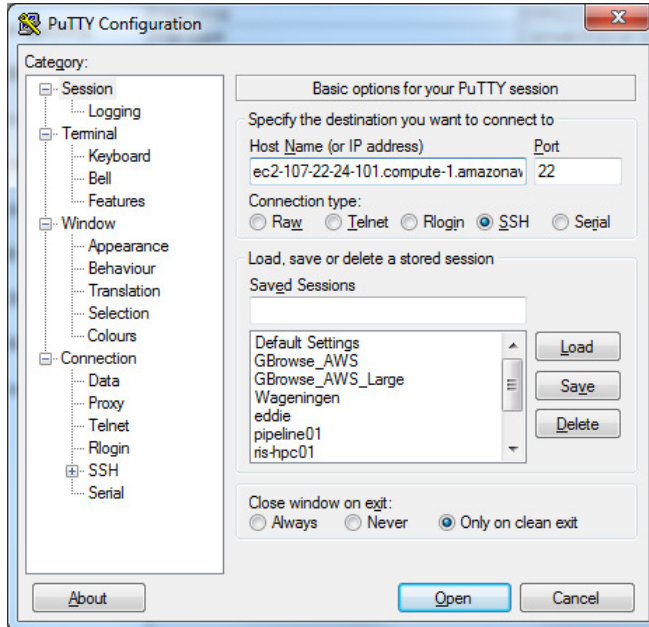 PuTTY Configuration
Category:
Session
Logging
Terminal
Keyboard
Bell
Features
Window
Appearance
Behaviour
Translation
Selection
Colours
Connection
Data
Proxy
Telnet
Rlogin
SSH
Serial
Basic options for your PuTTY session
Specify the destination you want to connect to
Host Name (or IP address) Port
ec2-107-22-24-101.compute-1.amazonaw 22
Connection type:
Raw Telnet Rlogin SSH Serial
Load, save or delete a stored session
Saved Sessions
Default Settings
GBrowse_AWS
GBrowse_AWS_Large
Wageningen
eddie
pipeline01
ris-hpc01
Load
Save
Delete
Close window on exit:
Always Never Only on clean exit
About Open Cancel